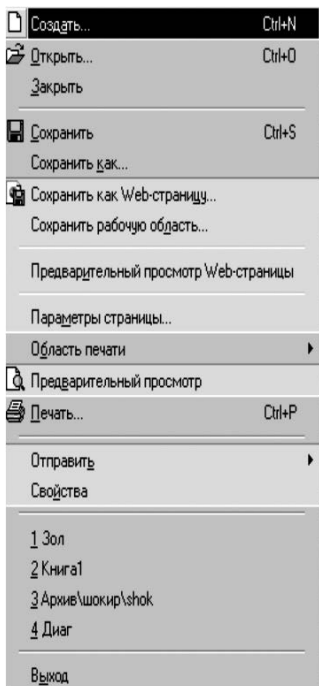 Создать... Ctrl+N
Открыть... Ctrl+O
Закрыть
Сохранить Ctrl+S
Сохранить как...
Сохранить как Web-страницу...
Сохранить рабочую область...
Предварительный просмотр Web-страницы
Параметры страницы...
Область печати
Предварительный просмотр
Печать... Ctrl+P
Отправить
Свойства
1 Зол
2 Книга1
3 Архив\шокир\shok
4 Диаг
Выход